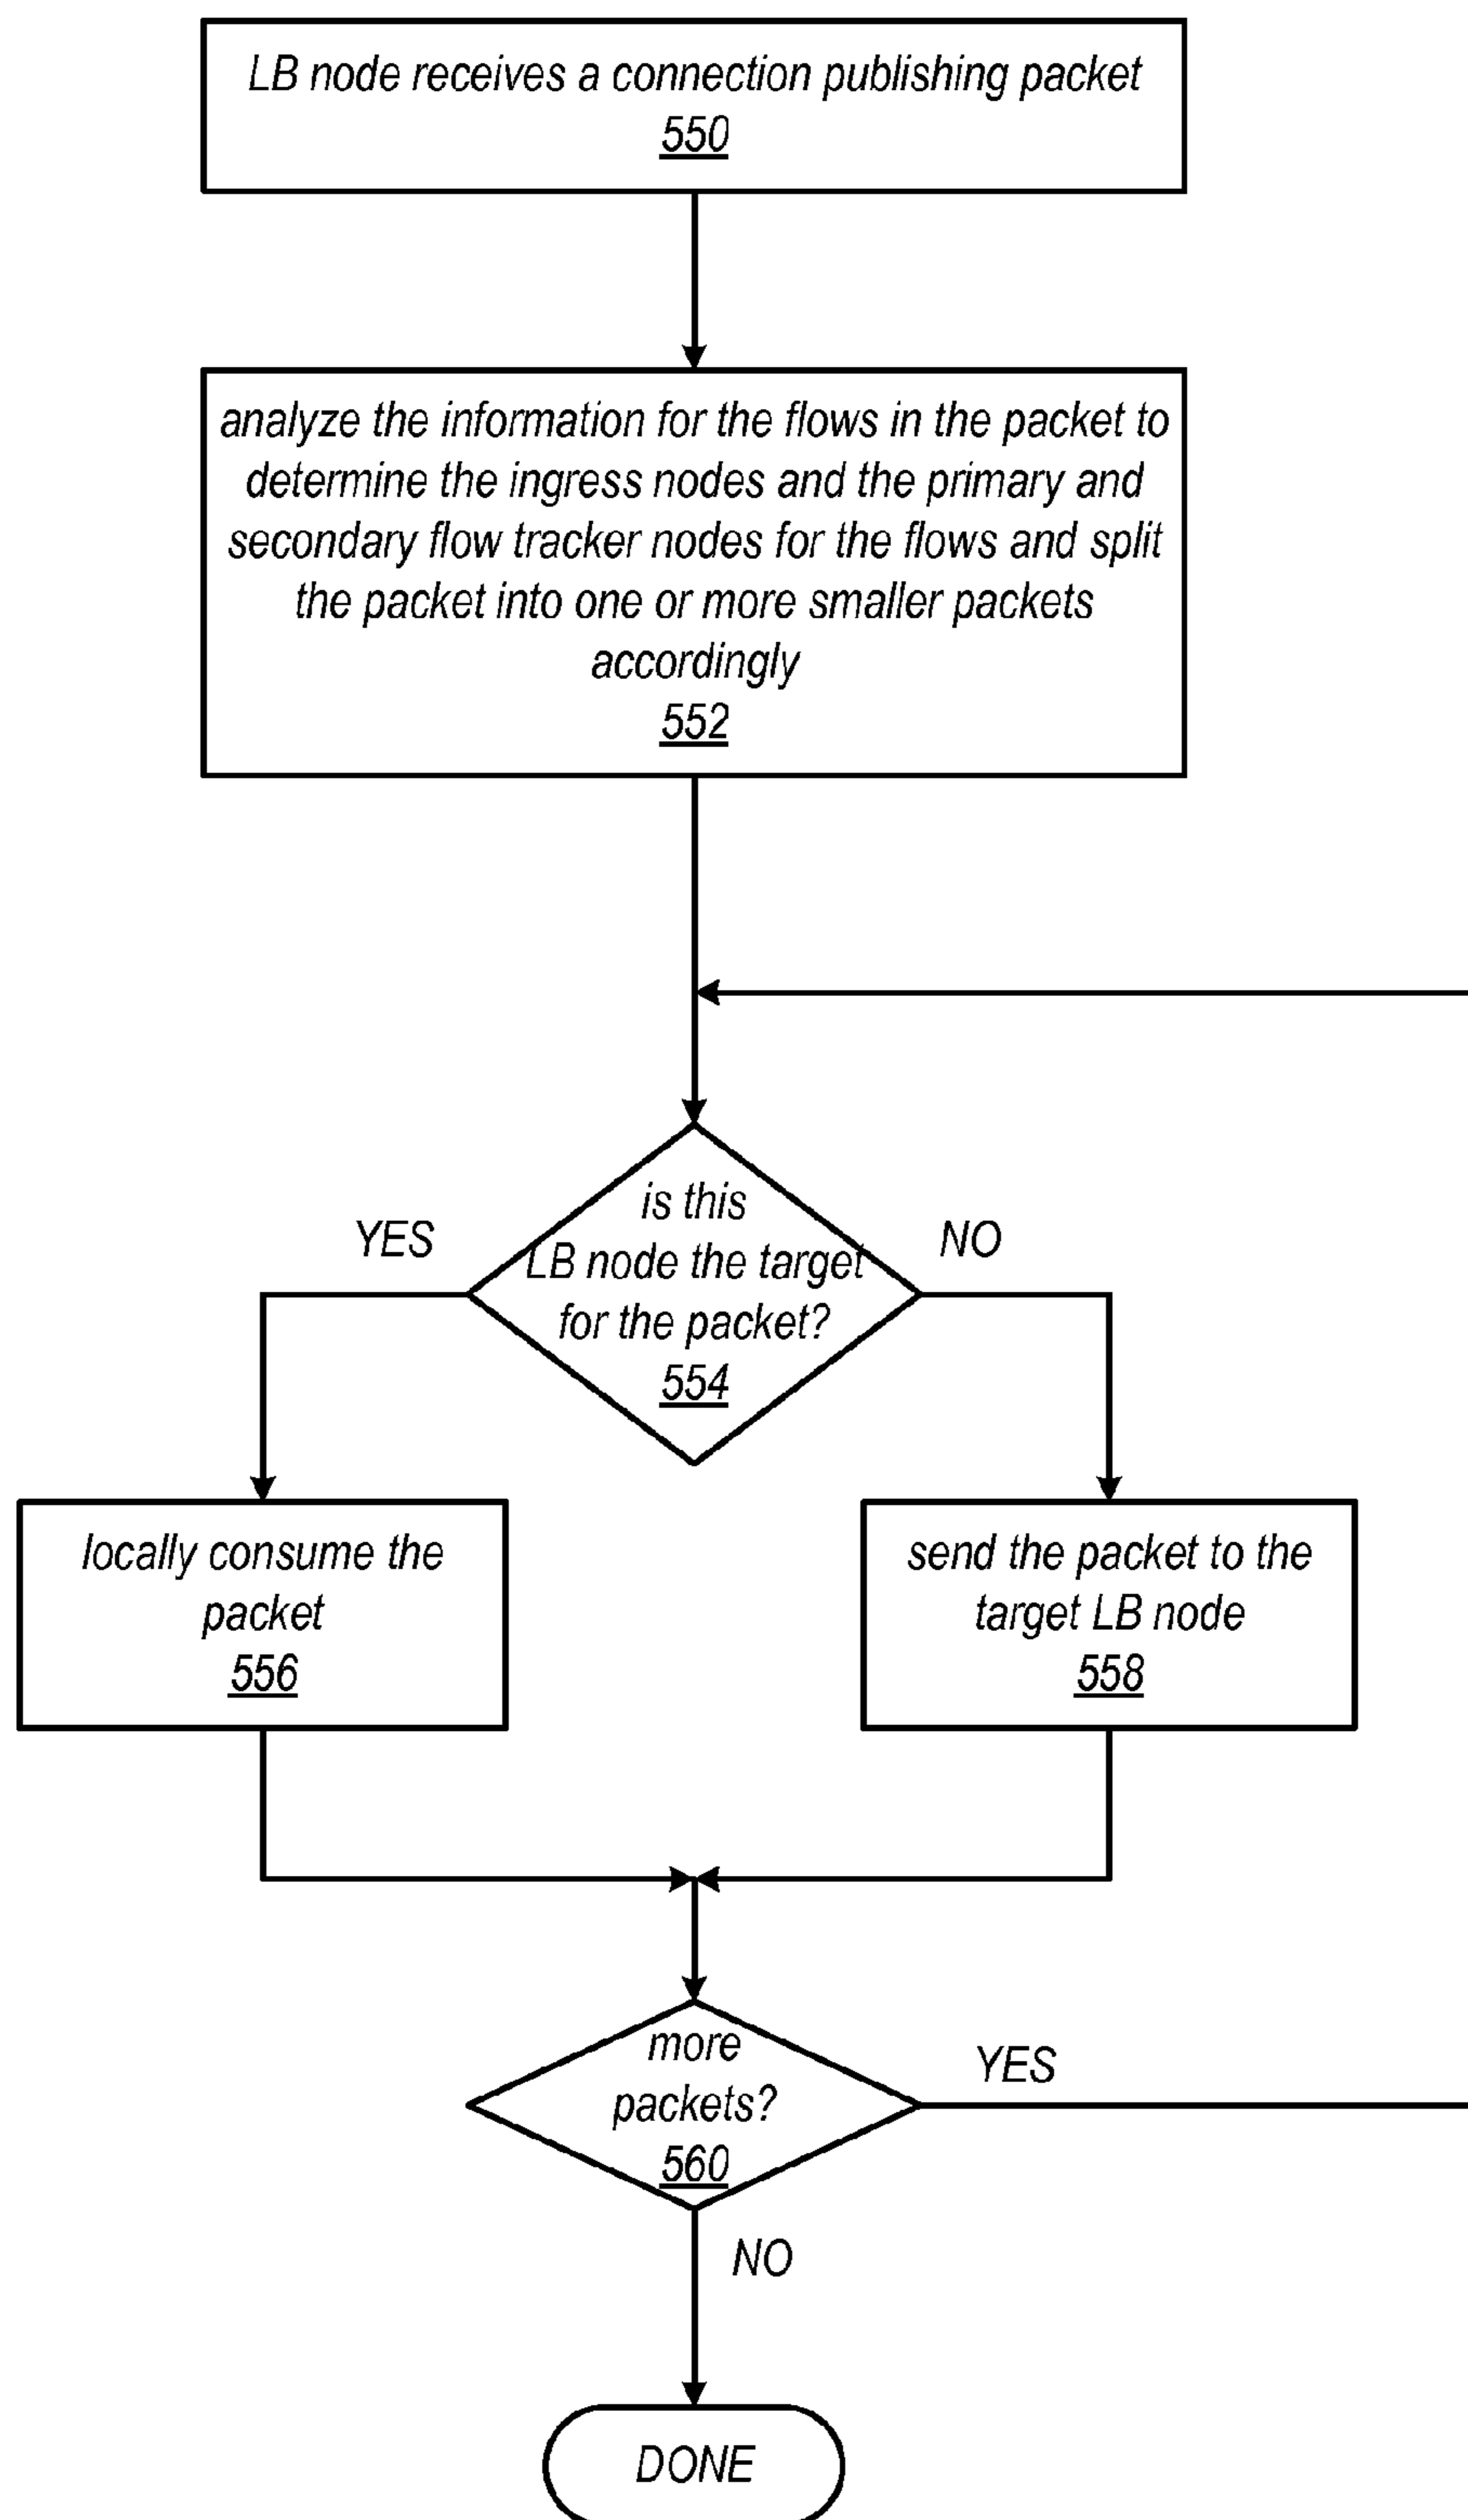 LB node receives a connection publishing packet
550
analyze the information for the flows in the packet to
determine the ingress nodes and the primary and
secondary flow tracker nodes for the flows and split
the packet into one or more smaller packets
accordingly
552
is this
LB node the target
for the packet?
554
YES
NO
locally consume the
packet
556
send the packet to the
target LB node
558
more
packets?
560
YES
NO
DONE